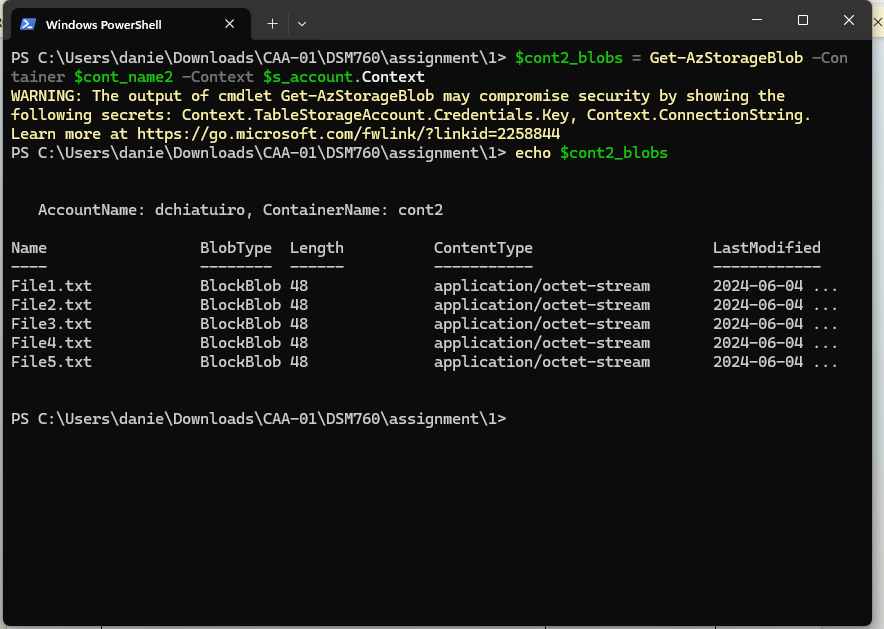 Windows PowerShell
PS C:\Users\danie\Downloads\CAA-01\DSM760\assignment\1> $cont2_blobs = Get-AzStorageBlob -Con
tainer $cont_name2 -Context $s_account.Context
WARNING: The output of cmdlet Get-AzStorageBlob may compromise security by showing the
following secrets: Context.TableStorageAccount.Credentials.Key, Context.ConnectionString.
Learn more at https://go.microsoft.com/fwlink/?linkid=2258844
PS C:\Users\danie\Downloads\CAA-01\DSM760\assignment\1> echo $cont2_blobs
AccountName: dchiatuiro, ContainerName: cont2
Name BlobType Length ContentType LastModified
---- -------- ------ ----------- ------------
File1.txt BlockBlob 48 application/octet-stream 2024-06-04 ...
File2.txt BlockBlob 48 application/octet-stream 2024-06-04 ...
File3.txt BlockBlob 48 application/octet-stream 2024-06-04 ...
File4.txt BlockBlob 48 application/octet-stream 2024-06-04 ...
File5.txt BlockBlob 48 application/octet-stream 2024-06-04 ...
PS C:\Users\danie\Downloads\CAA-01\DSM760\assignment\1>